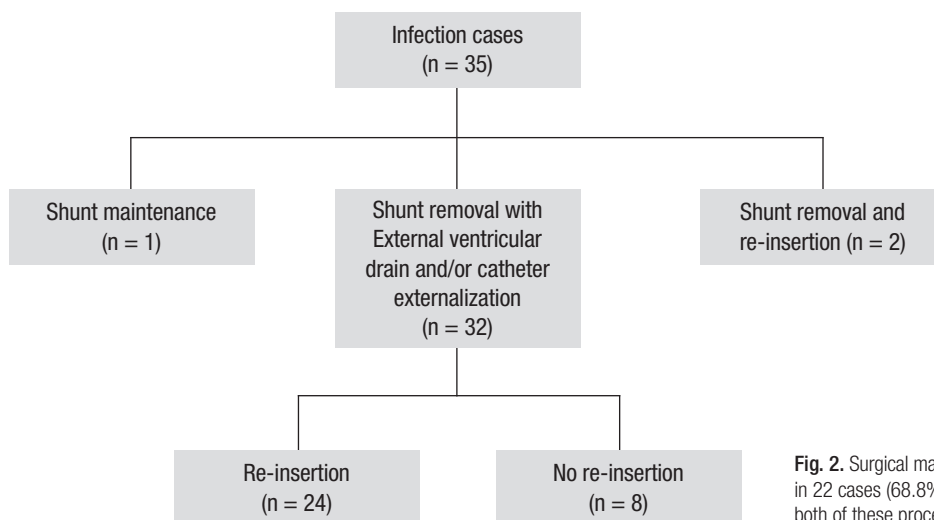 Infection cases
(n = 35)
Shunt maintenance
(n = 1)
Shunt removal with
External ventricular
drain and/or catheter
externalization
(n = 32)
Shunt removal and
re-insertion (n = 2)
Re-insertion
(n = 24)
No re-insertion
(n = 8)
Fig. 2. Surgical ma
in 22 cases (68.8%
both of these proce